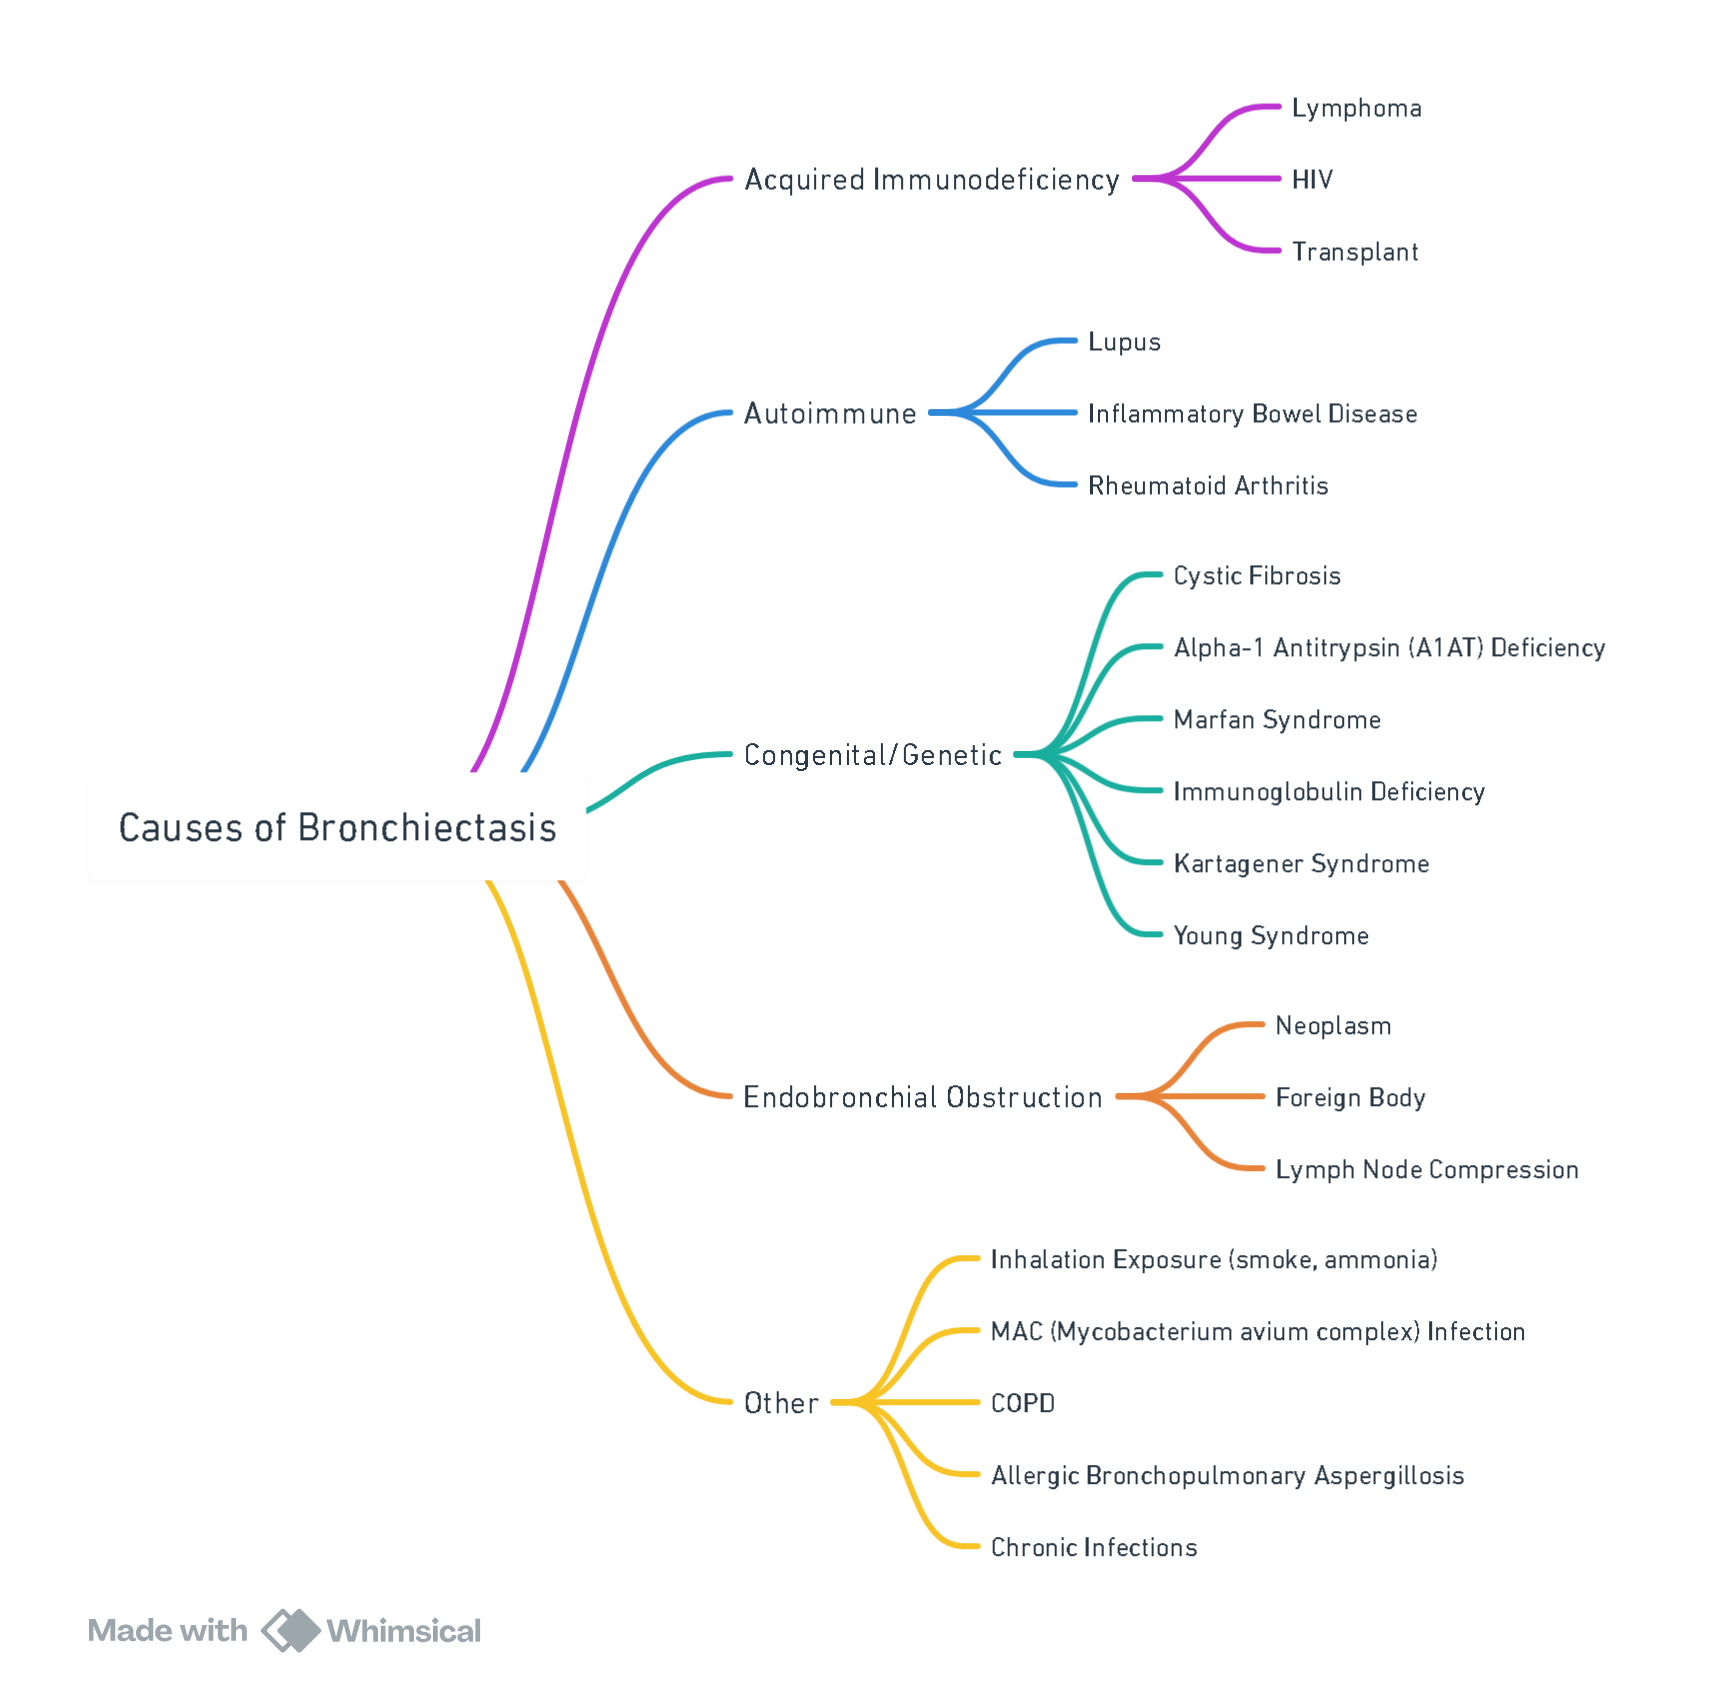 Causes of Bronchiectasis
Acquired Immunodeficiency
Lymphoma
HIV
Transplant
Autoimmune
Lupus
Inflammatory Bowel Disease
Rheumatoid Arthritis
Congenital/Genetic
Cystic Fibrosis
Alpha-1 Antitrypsin (A1AT) Deficiency
Marfan Syndrome
Immunoglobulin Deficiency
Kartagener Syndrome
Young Syndrome
Endobronchial Obstruction
Neoplasm
Foreign Body
Lymph Node Compression
Other
Inhalation Exposure (smoke, ammonia)
MAC (Mycobacterium avium complex) Infection
COPD
Allergic Bronchopulmonary Aspergillosis
Chronic Infections
Made with Whimsical